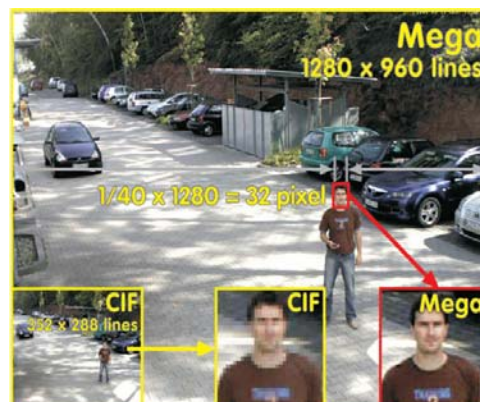 Mega
1280 x 960 lines
1/40 x 1280 = 32 pixel
CIF
352 x 288 lines
CIF
Mega